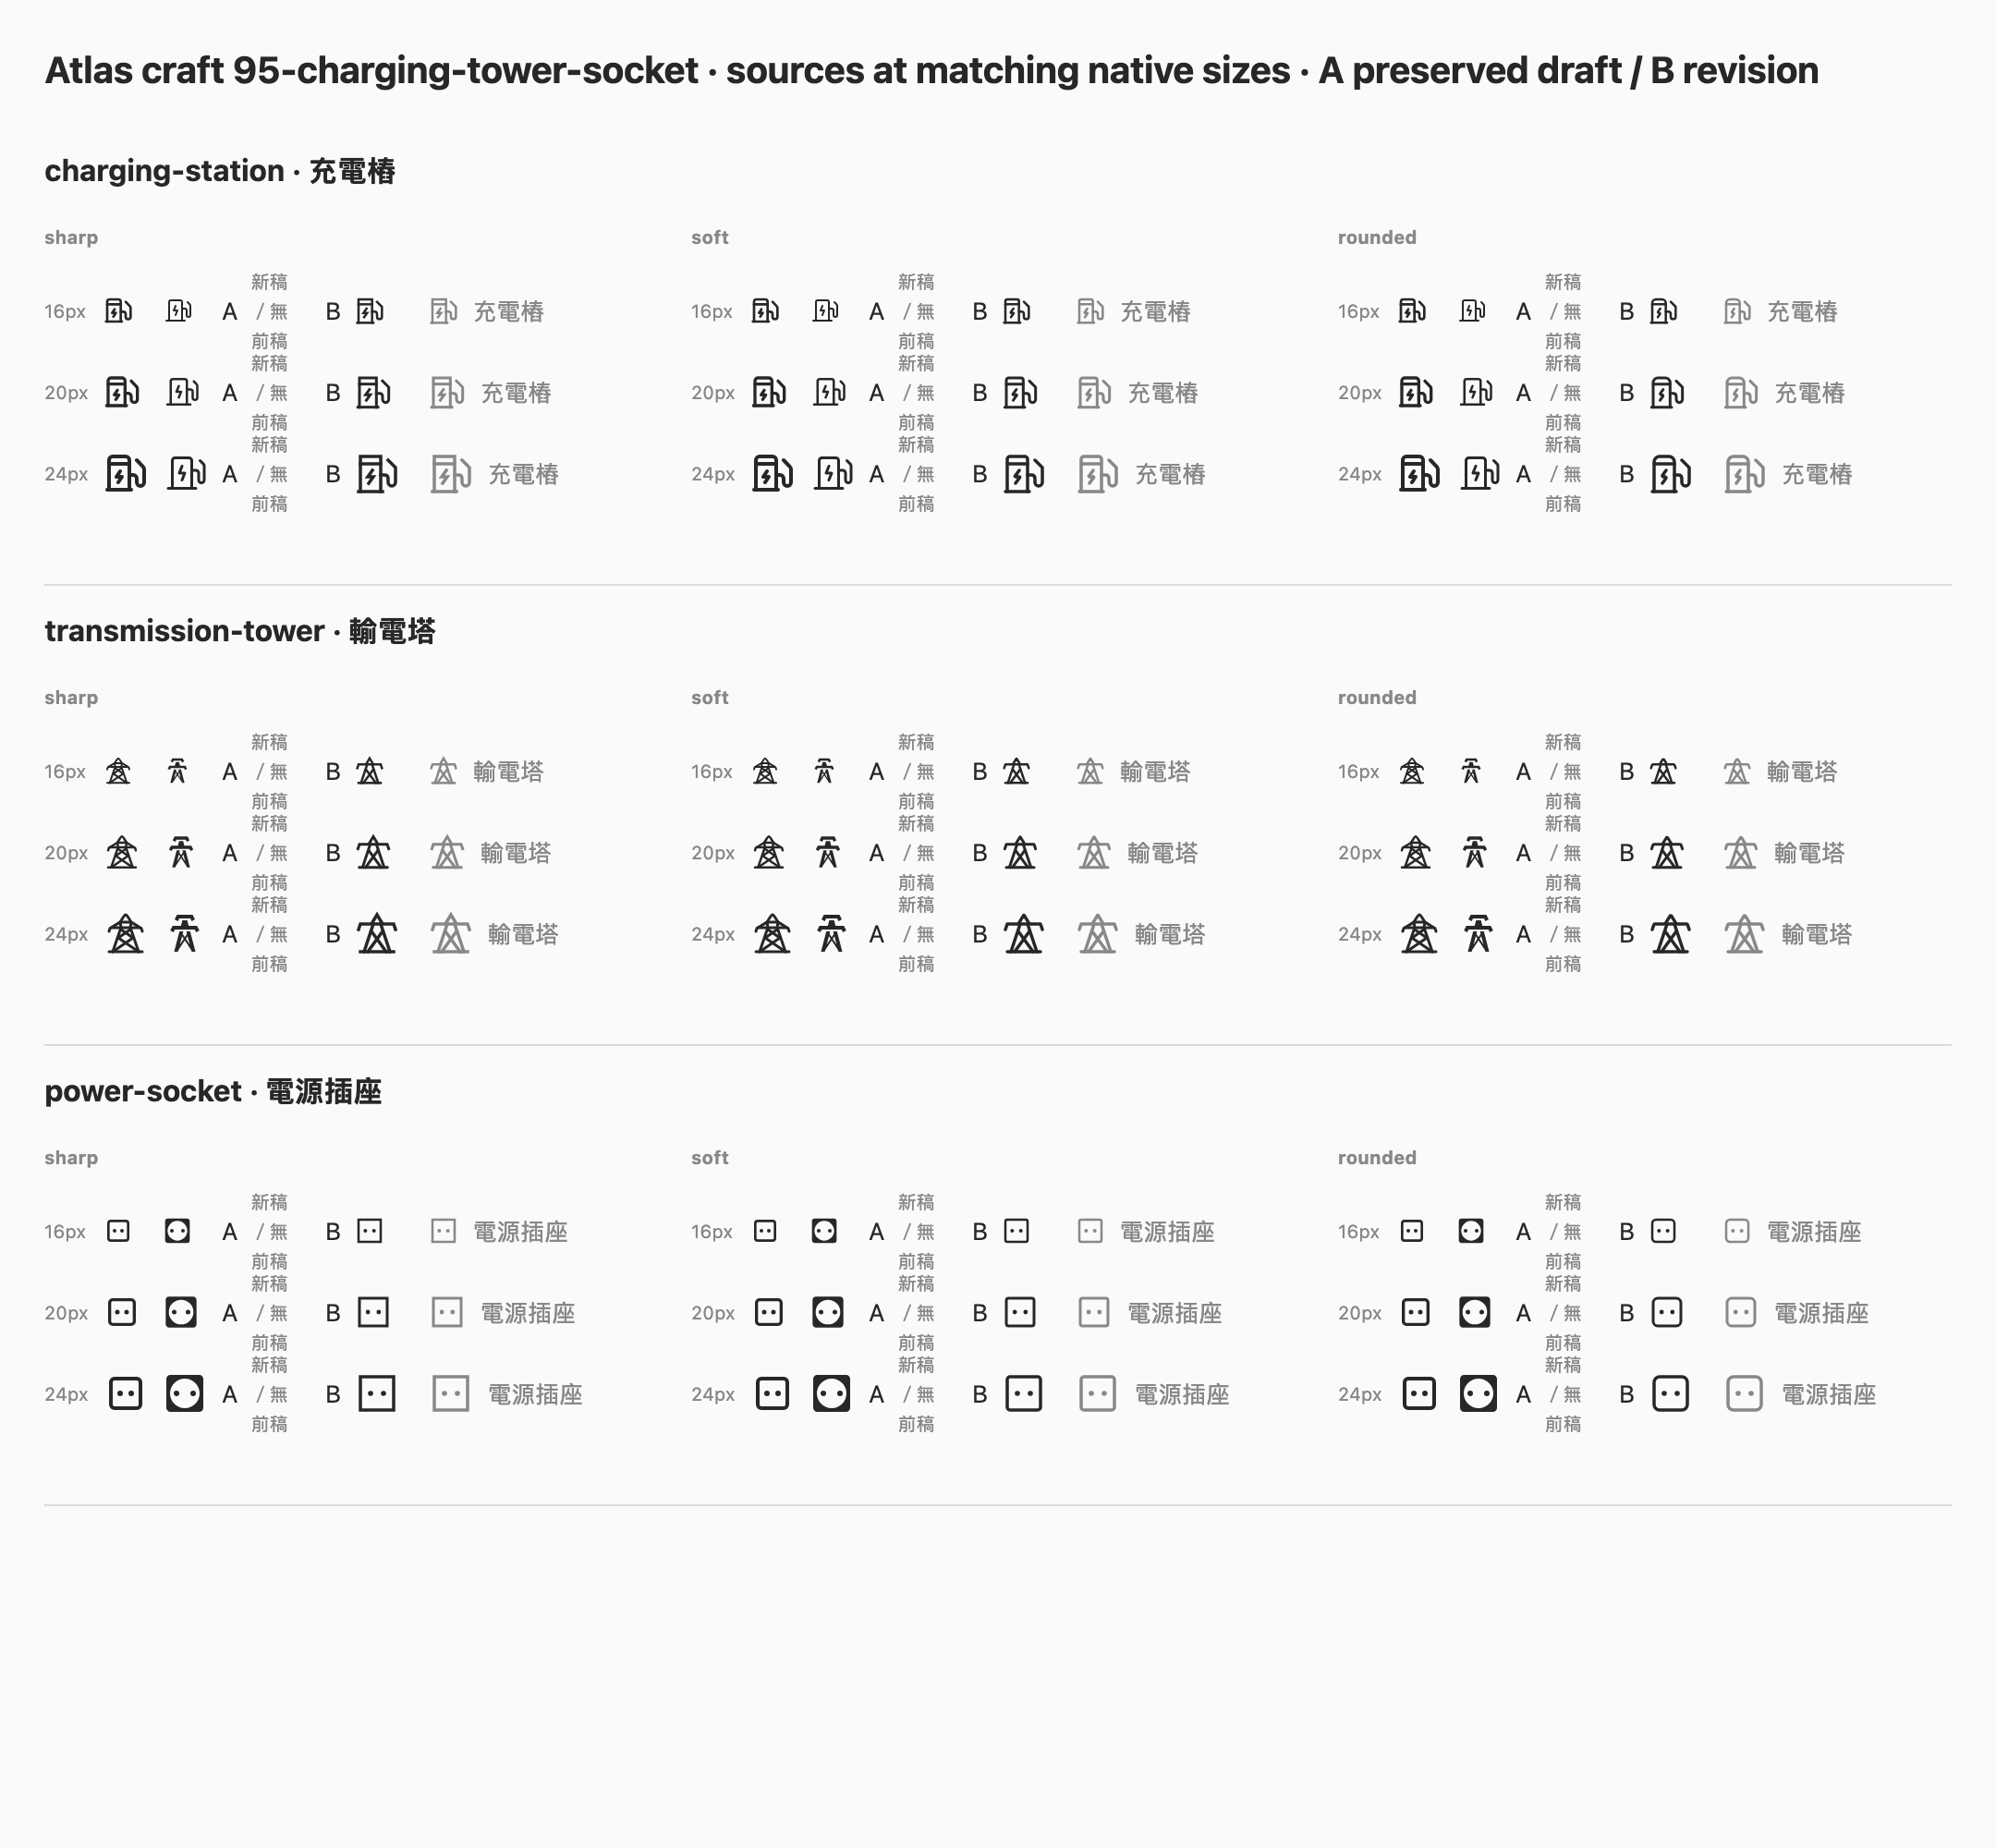 Atlas craft 95-charging-tower-socket · sources at matching native sizes · A preserved draft / B revision
charging-station · 充電樁
sharp
16px A 新稿 / 無前稿 B 充電樁
20px A 新稿 / 無前稿 B 充電樁
24px A 新稿 / 無前稿 B 充電樁
soft
16px A 新稿 / 無前稿 B 充電樁
20px A 新稿 / 無前稿 B 充電樁
24px A 新稿 / 無前稿 B 充電樁
rounded
16px A 新稿 / 無前稿 B 充電樁
20px A 新稿 / 無前稿 B 充電樁
24px A 新稿 / 無前稿 B 充電樁
transmission-tower · 輸電塔
sharp
16px A 新稿 / 無前稿 B 輸電塔
20px A 新稿 / 無前稿 B 輸電塔
24px A 新稿 / 無前稿 B 輸電塔
soft
16px A 新稿 / 無前稿 B 輸電塔
20px A 新稿 / 無前稿 B 輸電塔
24px A 新稿 / 無前稿 B 輸電塔
rounded
16px A 新稿 / 無前稿 B 輸電塔
20px A 新稿 / 無前稿 B 輸電塔
24px A 新稿 / 無前稿 B 輸電塔
power-socket · 電源插座
sharp
16px A 新稿 / 無前稿 B 電源插座
20px A 新稿 / 無前稿 B 電源插座
24px A 新稿 / 無前稿 B 電源插座
soft
16px A 新稿 / 無前稿 B 電源插座
20px A 新稿 / 無前稿 B 電源插座
24px A 新稿 / 無前稿 B 電源插座
rounded
16px A 新稿 / 無前稿 B 電源插座
20px A 新稿 / 無前稿 B 電源插座
24px A 新稿 / 無前稿 B 電源插座